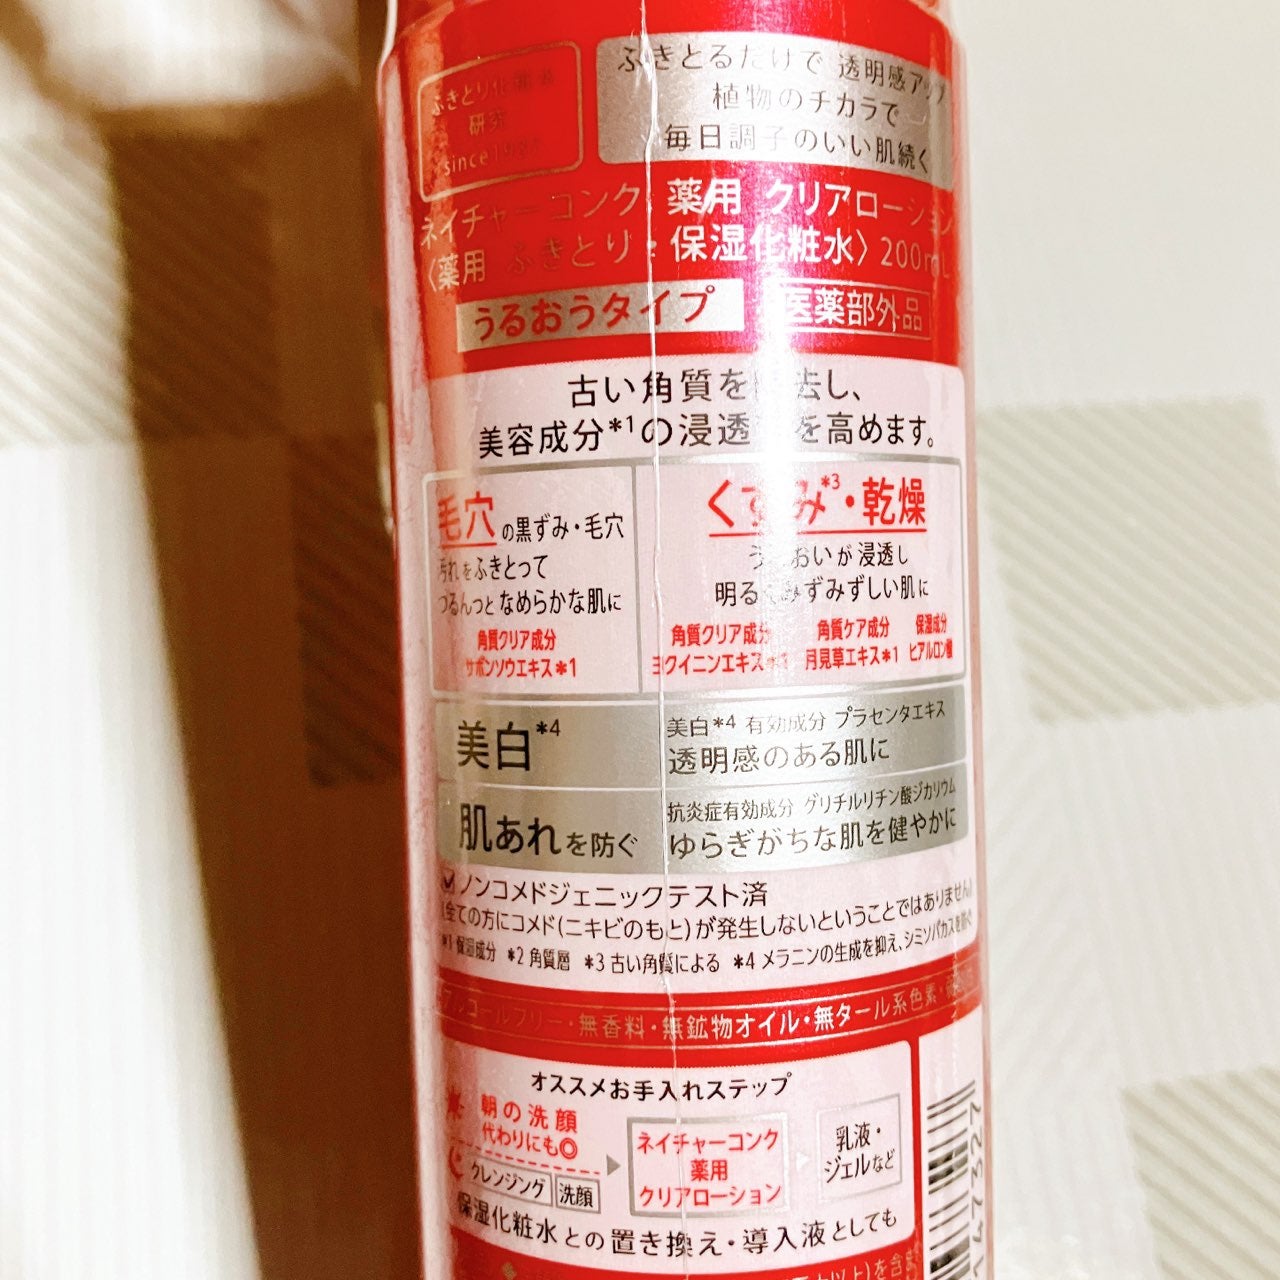 ふきとり化粧水
研究
since 19
ふきとるだけで 透明感アップ
植物のチカラで
毎日調子のいい肌続く
ネイチャーコンク 薬用 クリアローション
〈薬用 ふきとり・保湿化粧水〉200mL
うるおうタイプ
医薬部外品
古い角質を 去し、
美容成分*1の浸透 を高めます。
毛穴の黒ずみ・毛穴
汚れをふきとって
つるんっとなめらかな肌に
角質クリア成分
サボンソウエキス*1
くすみ*3・乾燥
うるおいが浸透し
明るくみずみずしい肌に
角質クリア成分
ヨクイニンエキス*1
角質ケア成分
月見草エキス*1
保湿成分
ヒアルロン酸
美白*4
美白*4 有効成分 プラセンタエキス
透明感のある肌に
肌あれを防ぐ
抗炎症有効成分 グリチルリチン酸ジカリウム
ゆらぎがちな肌を健やかに
ノンコメドジェニックテスト済
(全ての方にコメド(ニキビのもと)が発生しないということではありません)
*1 保湿成分 *2 角質層 *3 古い角質による *4 メラニンの生成を抑え、シミソバカスを防ぐ
アルコールフリー・無香料・無鉱物オイル・無タール系色素・
オススメお手入れステップ
朝の洗顔
代わりにも◎
クレンジング 洗顔
ネイチャーコンク
薬用
クリアローション
乳液・
ジェルなど
保湿化粧水との置き換え・導入液としても
以上)を含